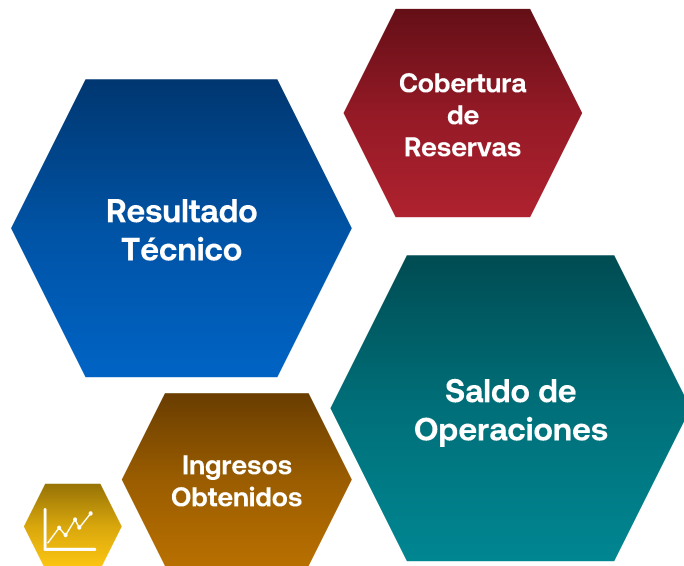 Cobertura
de
Reservas
Resultado
Técnico
Saldo de
Operaciones
Ingresos
Obtenidos